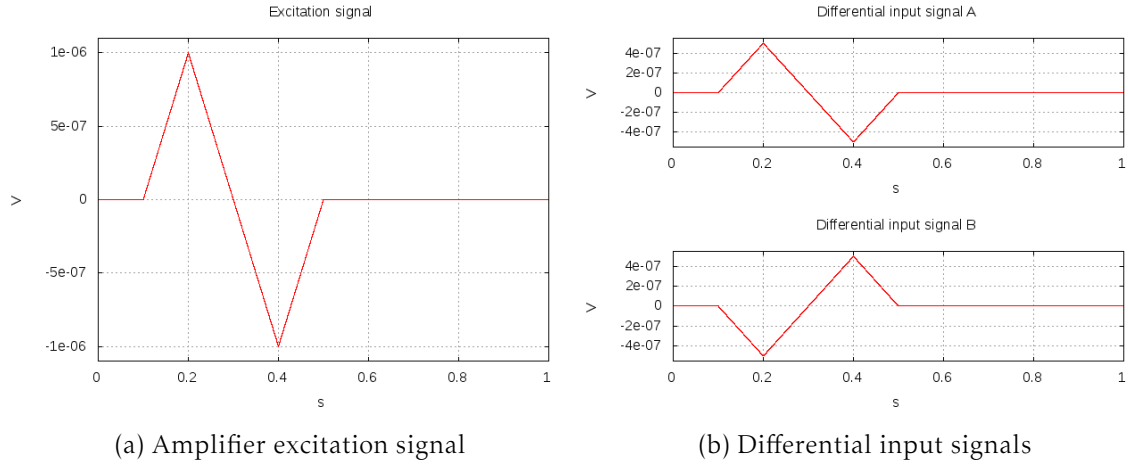 Excitation signal
1e-06
5e-07
0
-5e-07
-1e-06
V
0 0.2 0.4 0.6 0.8 1
s
(a) Amplifier excitation signal
Differential input signal A
4e-07
2e-07
0
-2e-07
-4e-07
V
0 0.2 0.4 0.6 0.8 1
s
Differential input signal B
4e-07
2e-07
0
-2e-07
-4e-07
V
0 0.2 0.4 0.6 0.8 1
s
(b) Differential input signals